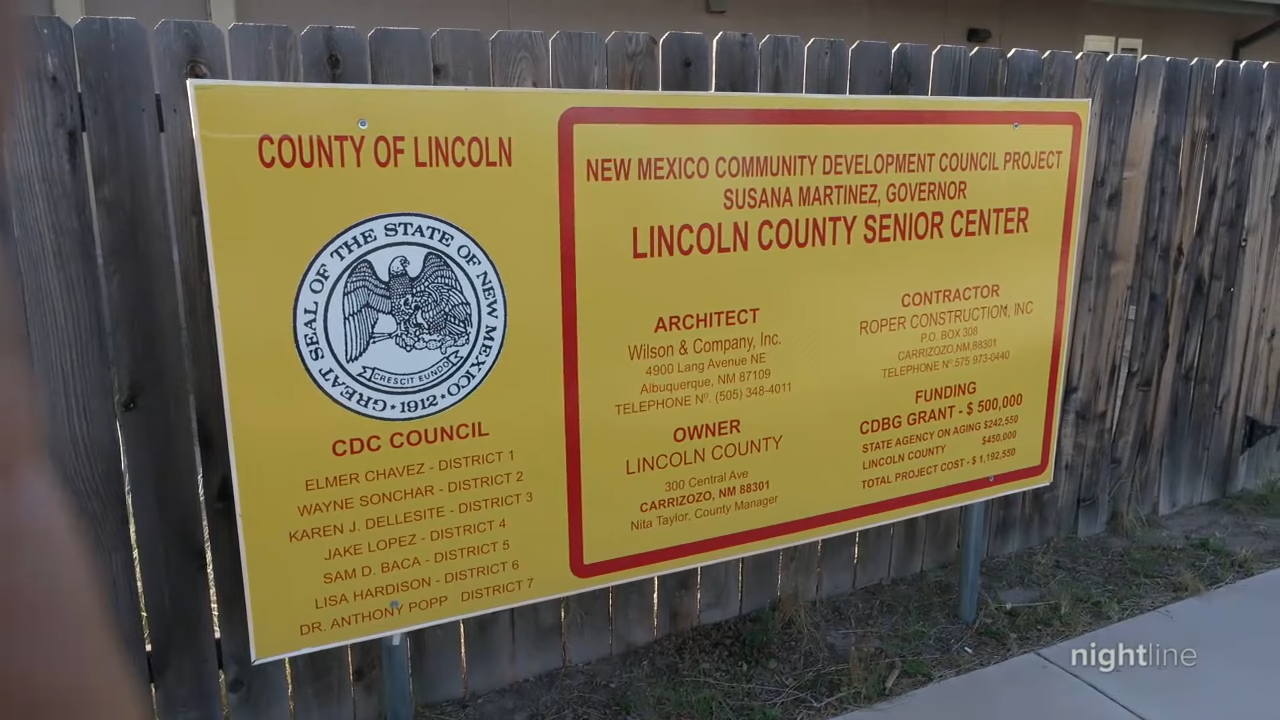 COUNTY OF LINCOLN
GREAT SEAL OF THE STATE OF NEW MEXICO
CRESCIT EUNDO
1912
CDC COUNCIL
ELMER CHAVEZ - DISTRICT 1
WAYNE SONCHAR - DISTRICT 2
KAREN J. DELLESITE - DISTRICT 3
JAKE LOPEZ - DISTRICT 4
SAM D. BACA - DISTRICT 5
LISA HARDISON - DISTRICT 6
DR. ANTHONY POPP DISTRICT 7
NEW MEXICO COMMUNITY DEVELOPMENT COUNCIL PROJECT
SUSANA MARTINEZ, GOVERNOR
LINCOLN COUNTY SENIOR CENTER
ARCHITECT
Wilson & Company, Inc.
4900 Lang Avenue NE
Albuquerque, NM 87109
TELEPHONE Nº. (505) 348-4011
OWNER
LINCOLN COUNTY
300 Central Ave
CARRIZOZO, NM 88301
Nita Taylor, County Manager
CONTRACTOR
ROPER CONSTRUCTION, INC
P.O. BOX 308
CARRIZOZO,NM,88301
TELEPHONE Nº.575 973-0440
FUNDING
CDBG GRANT - $ 500,000
STATE AGENCY ON AGING $242,550
LINCOLN COUNTY $450,000
TOTAL PROJECT COST - $ 1,192,550
nightline